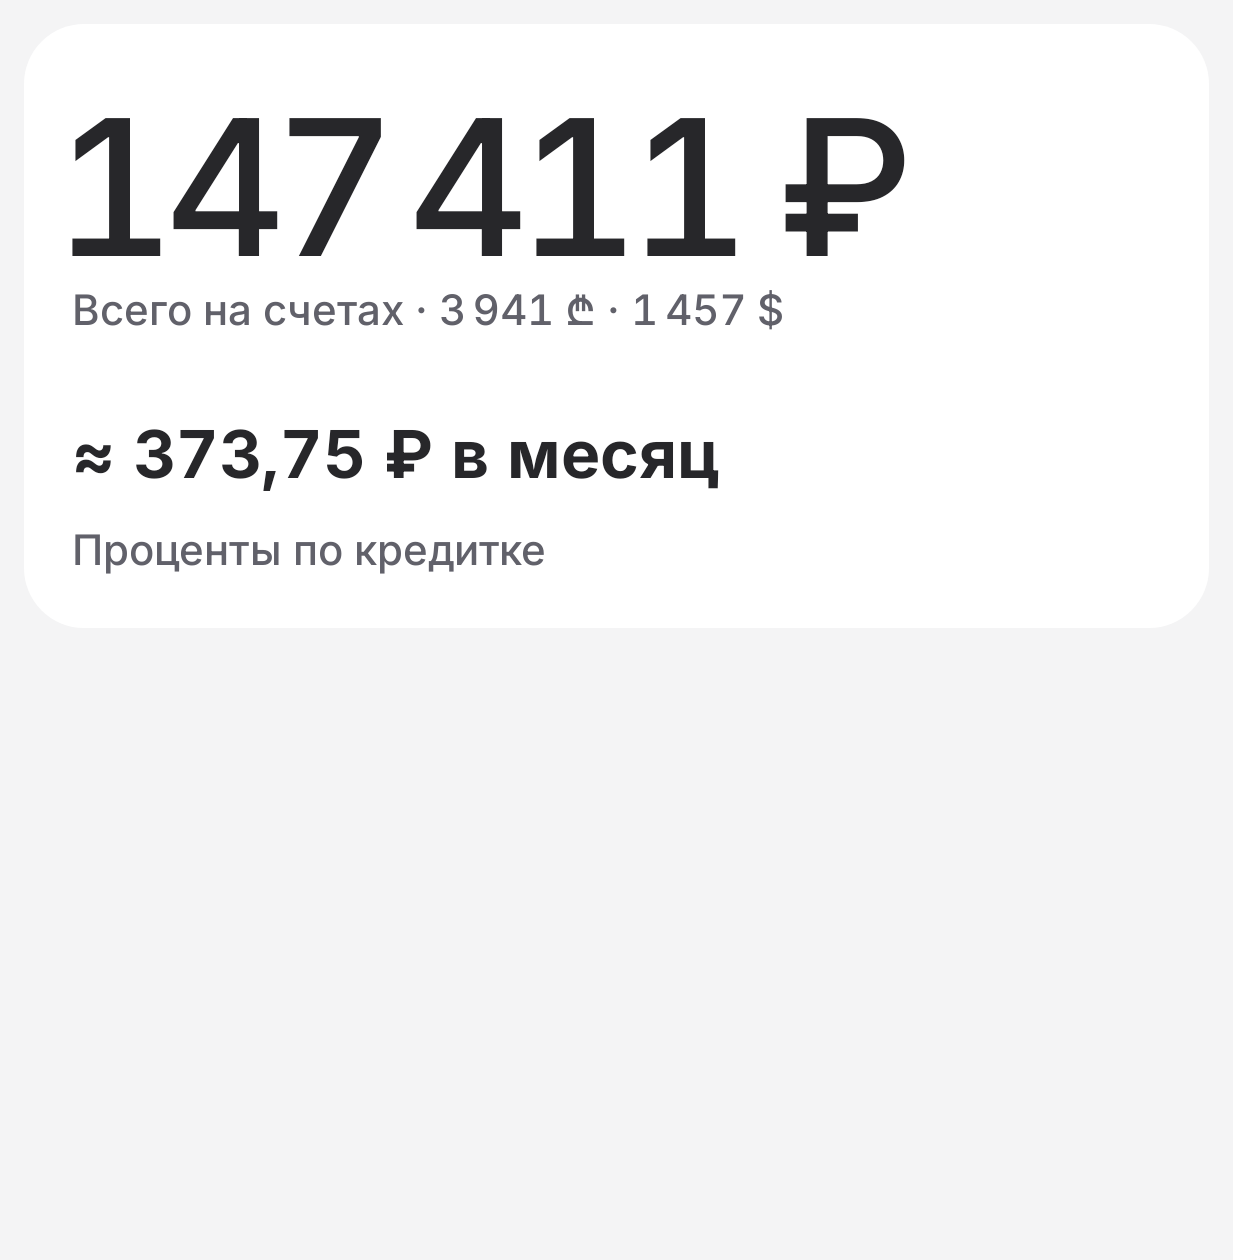 147 411 ₽
Всего на счетах · 3 941 ₾ · 1 457 $
≈ 373,75 ₽ в месяц
Проценты по кредитке